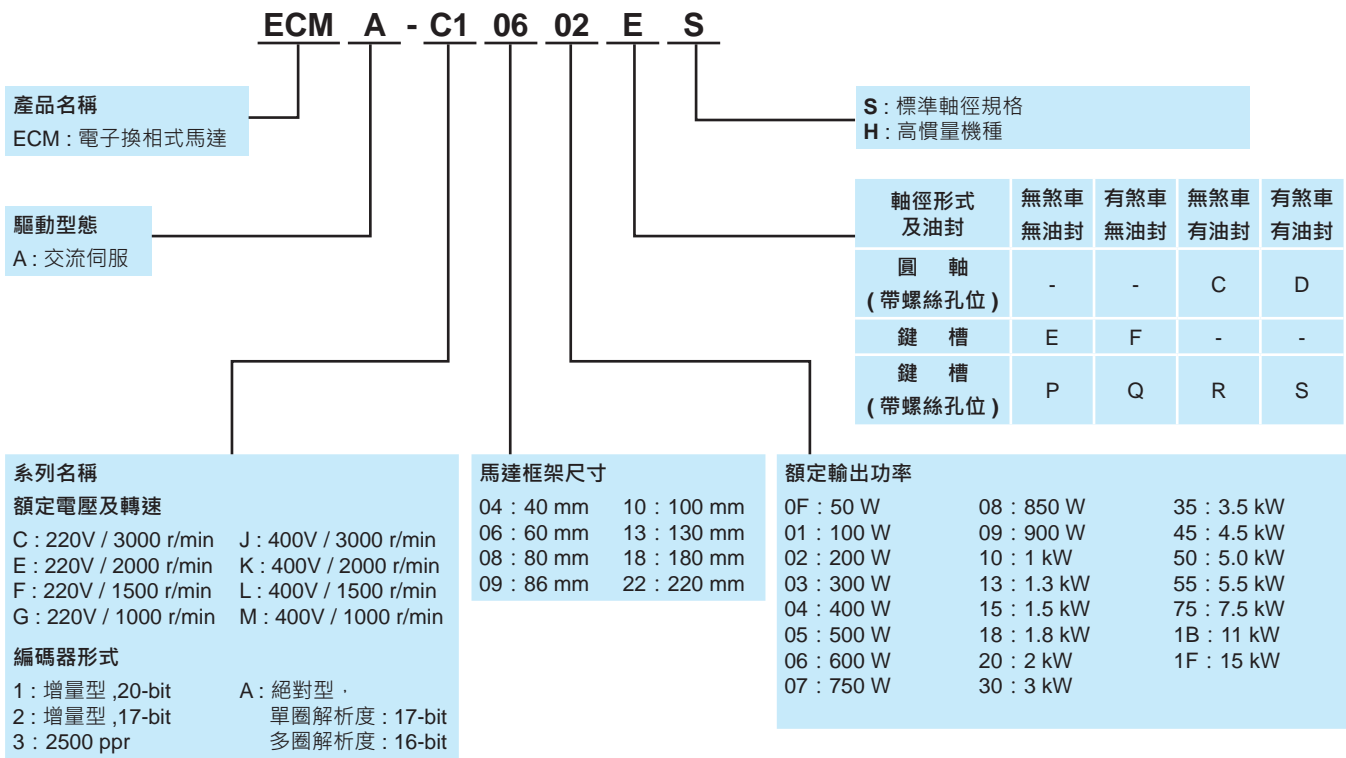 ECM A - C1 06 02 E S
產品名稱
ECM : 電子換相式馬達
驅動型態
A : 交流伺服
S : 標準軸徑規格
H : 高慣量機種
軸徑形式
及油封
無煞車
無油封
有煞車
無油封
無煞車
有油封
有煞車
有油封
圓 軸
( 帶螺絲孔位 )
- - C D
鍵 槽 E F - -
鍵 槽
( 帶螺絲孔位 )
P Q R S
系列名稱
額定電壓及轉速
C : 220V / 3000 r/min J : 400V / 3000 r/min
E : 220V / 2000 r/min K : 400V / 2000 r/min
F : 220V / 1500 r/min L : 400V / 1500 r/min
G : 220V / 1000 r/min M : 400V / 1000 r/min
編碼器形式
1 : 增量型 ,20-bit A : 絕對型，
2 : 增量型 ,17-bit 單圈解析度 : 17-bit
3 : 2500 ppr 多圈解析度 : 16-bit
馬達框架尺寸
04 : 40 mm 10 : 100 mm
06 : 60 mm 13 : 130 mm
08 : 80 mm 18 : 180 mm
09 : 86 mm 22 : 220 mm
額定輸出功率
0F : 50 W 08 : 850 W 35 : 3.5 kW
01 : 100 W 09 : 900 W 45 : 4.5 kW
02 : 200 W 10 : 1 kW 50 : 5.0 kW
03 : 300 W 13 : 1.3 kW 55 : 5.5 kW
04 : 400 W 15 : 1.5 kW 75 : 7.5 kW
05 : 500 W 18 : 1.8 kW 1B : 11 kW
06 : 600 W 20 : 2 kW 1F : 15 kW
07 : 750 W 30 : 3 kW